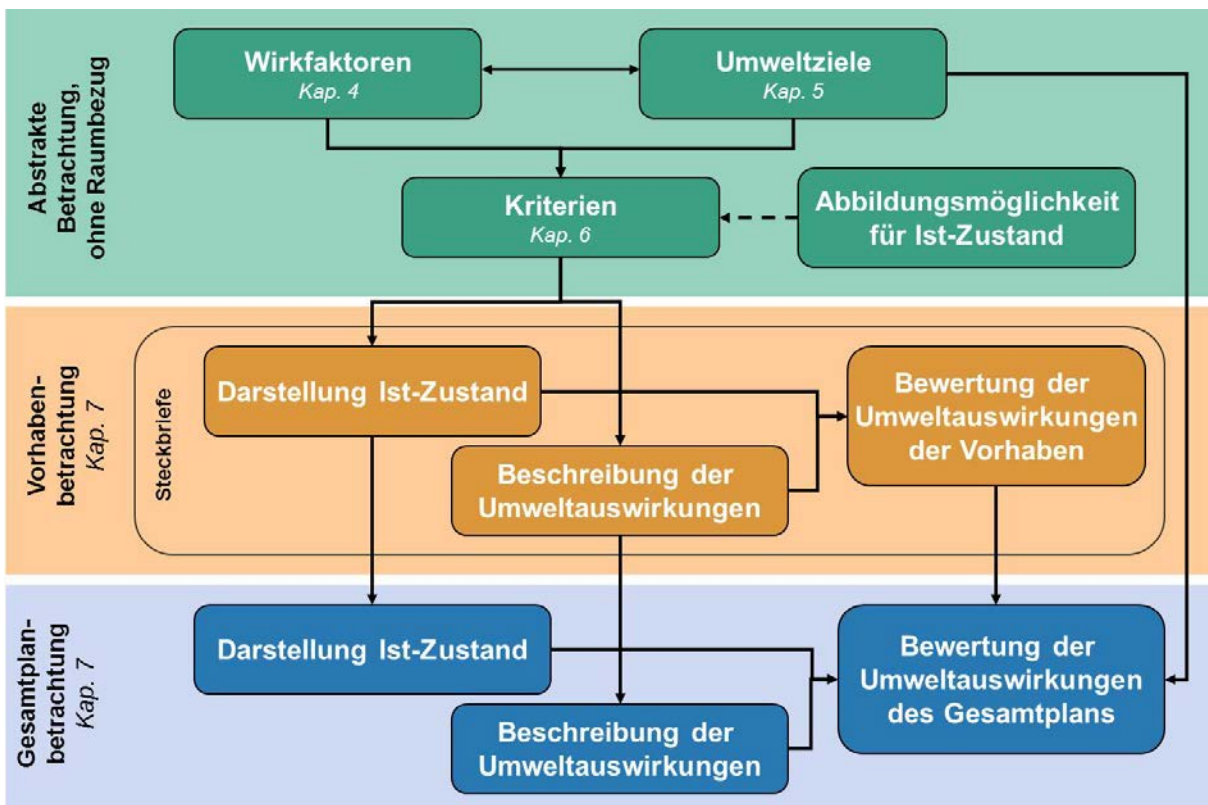 Abstrakte
Betrachtung,
ohne Raumbezug
Wirkfaktoren
Kap. 4
Umweltziele
Kap. 5
Kriterien
Kap. 6
Abbildungsmöglichkeit
für Ist-Zustand
Vorhaben-
betrachtung
Kap. 7
Steckbriefe
Darstellung Ist-Zustand
Beschreibung der
Umweltauswirkungen
Bewertung der
Umweltauswirkungen
der Vorhaben
Gesamtplan-
betrachtung
Kap. 7
Darstellung Ist-Zustand
Beschreibung der
Umweltauswirkungen
Bewertung der
Umweltauswirkungen
des Gesamtplans